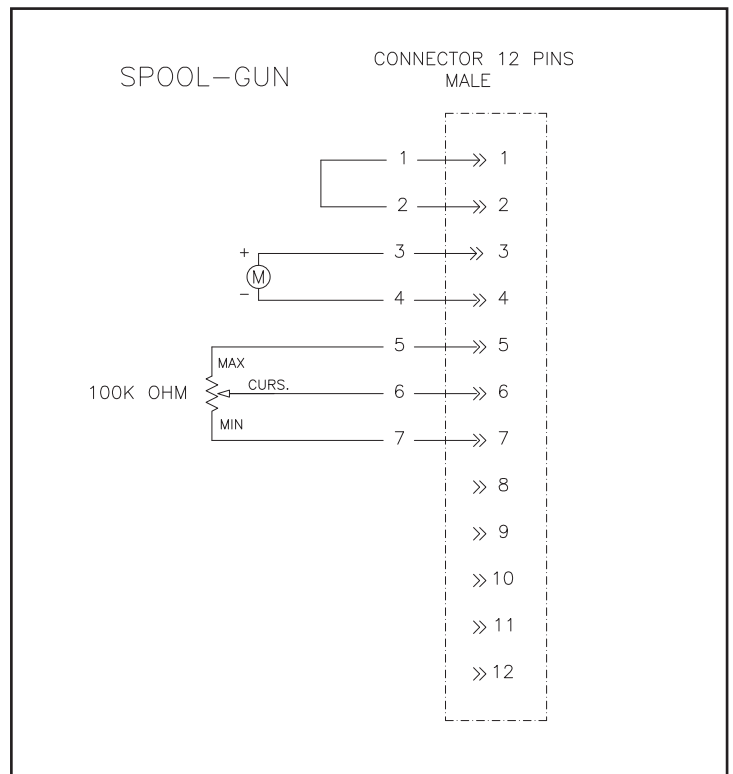 SPOOL-GUN
CONNECTOR 12 PINS
MALE
1 1
2 2
+ 3 3
M
- 4 4
5 5
MAX
100K OHM CURS. 6 6
MIN
7 7
8
9
10
11
12